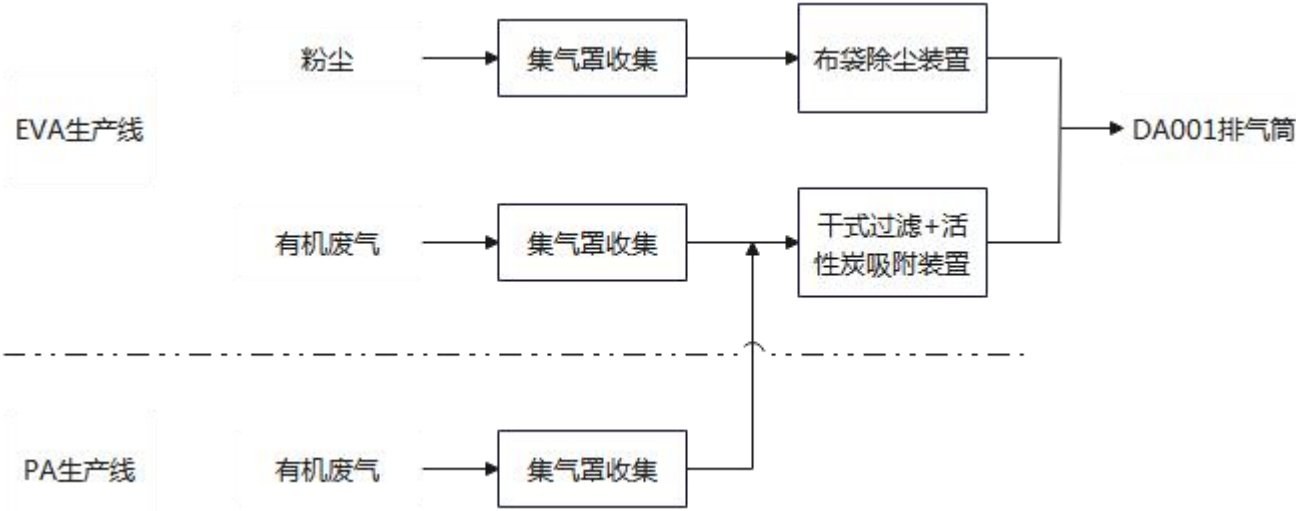 粉尘
集气罩收集
布袋除尘装置
EVA生产线
DA001排气筒
有机废气
集气罩收集
干式过滤+活
性炭吸附装置
PA生产线
有机废气
集气罩收集